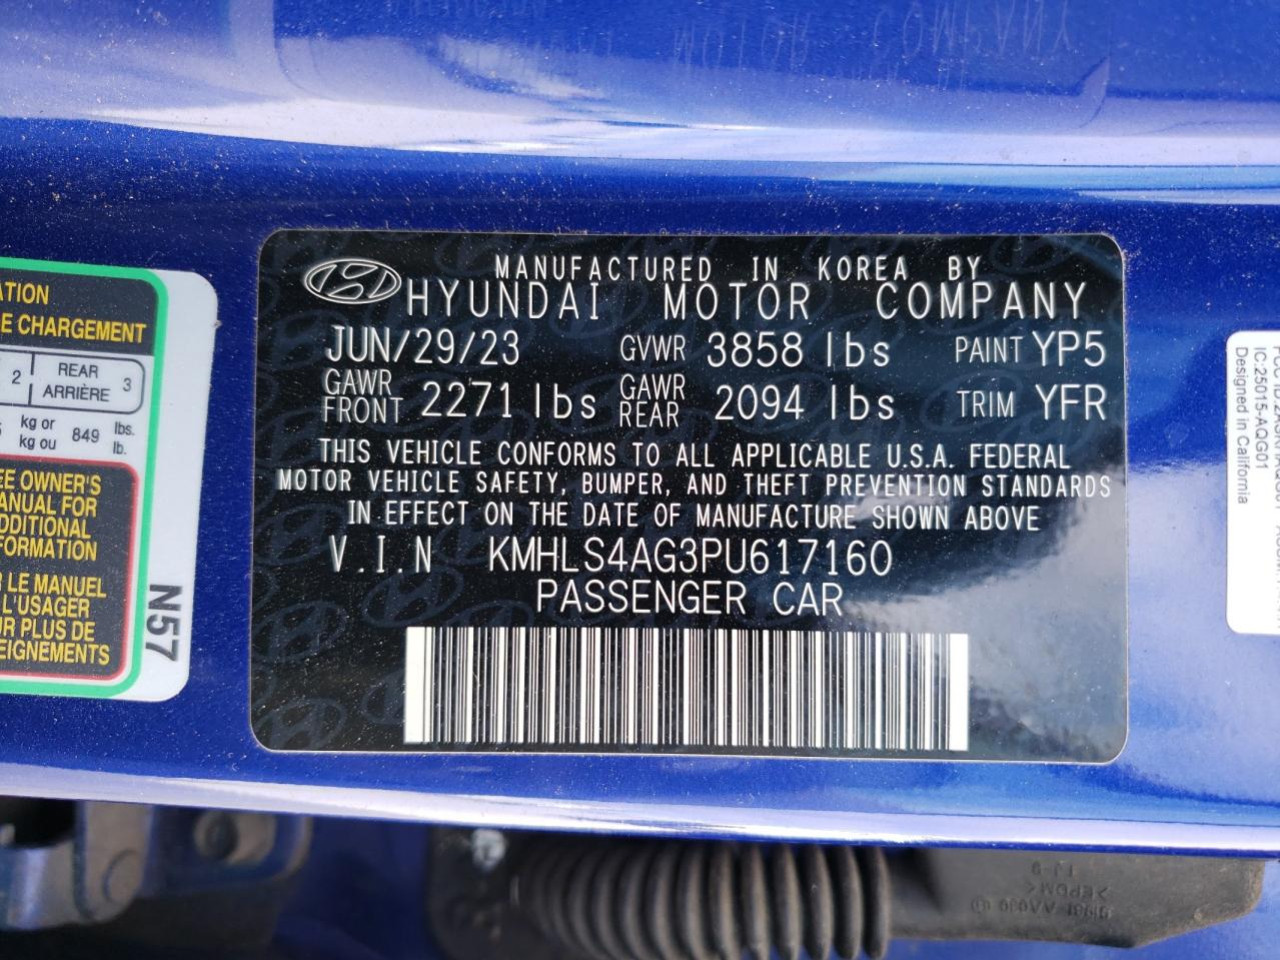 MANUFACTURED IN KOREA BY
HYUNDAI MOTOR COMPANY
JUN/29/23 GVWR 3858 lbs PAINT YP5
GAWR FRONT 2271 lbs GAWR REAR 2094 lbs TRIM YFR
THIS VEHICLE CONFORMS TO ALL APPLICABLE U.S.A. FEDERAL
MOTOR VEHICLE SAFETY, BUMPER, AND THEFT PREVENTION STANDARDS
IN EFFECT ON THE DATE OF MANUFACTURE SHOWN ABOVE
V.I.N KMHLS4AG3PU617160
PASSENGER CAR
ATION
E CHARGEMENT
2 REAR 3
ARRIÈRE
kg or 849 lbs.
kg ou lb.
EE OWNER'S
ANUAL FOR
DDITIONAL
FORMATION
R LE MANUEL
L'USAGER
UR PLUS DE
EIGNEMENTS
N57
IC:25015-AQG01
Designed in California
MOTOR COMPANY
>EPDM<